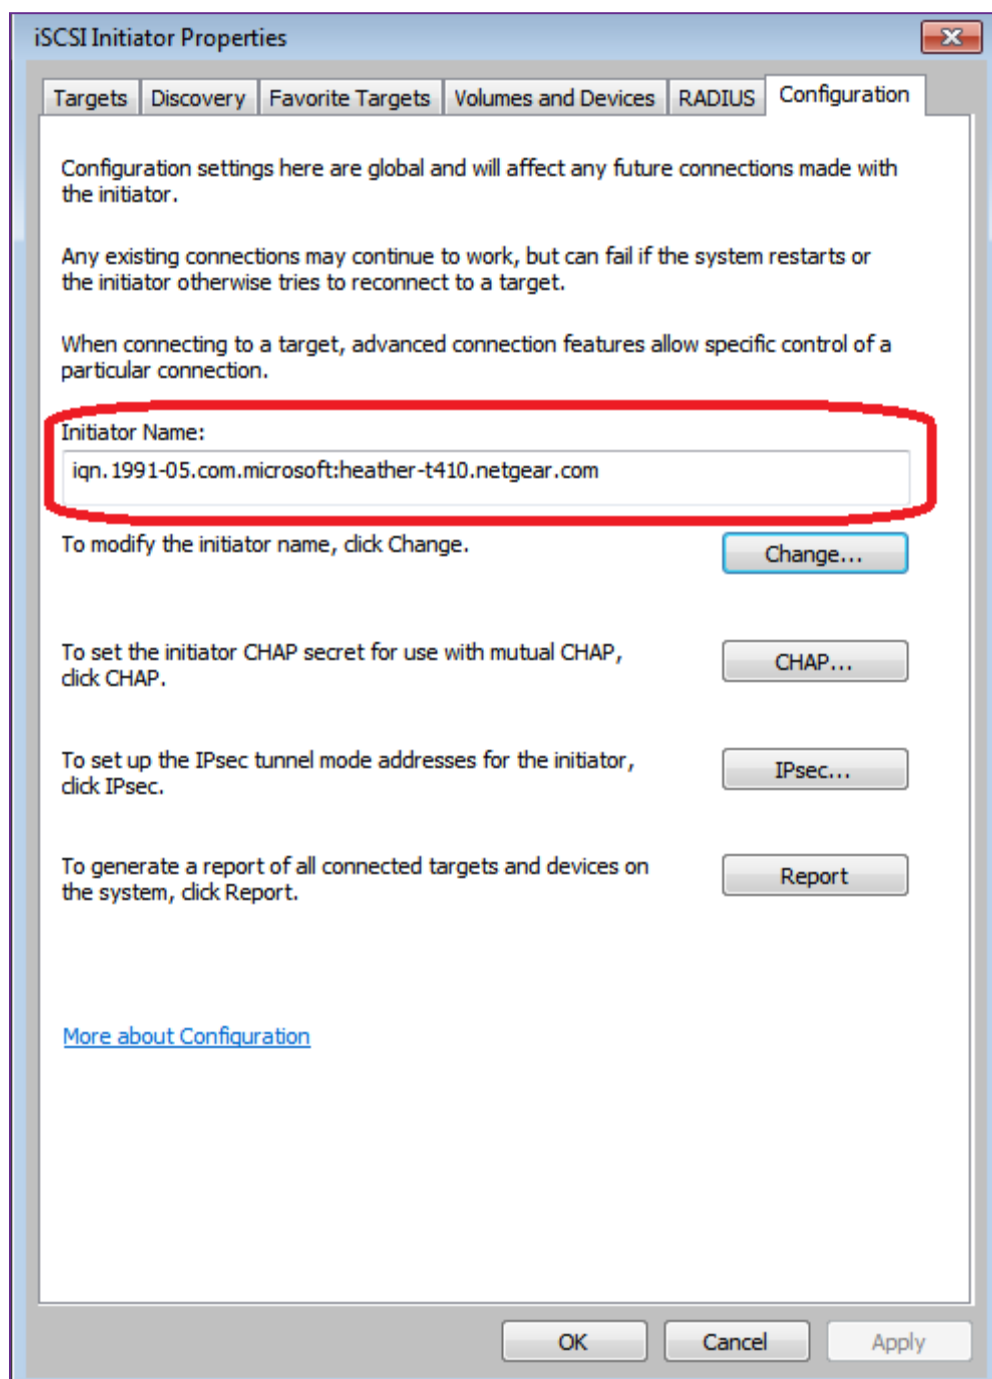 iSCSI Initiator Properties
Targets Discovery Favorite Targets Volumes and Devices RADIUS Configuration
Configuration settings here are global and will affect any future connections made with
the initiator.
Any existing connections may continue to work, but can fail if the system restarts or
the initiator otherwise tries to reconnect to a target.
When connecting to a target, advanced connection features allow specific control of a
particular connection.
Initiator Name:
iqn.1991-05.com.microsoft:heather-t410.netgear.com
To modify the initiator name, click Change.
Change...
To set the initiator CHAP secret for use with mutual CHAP,
click CHAP.
CHAP...
To set up the IPsec tunnel mode addresses for the initiator,
click IPsec.
IPsec...
To generate a report of all connected targets and devices on
the system, click Report.
Report
More about Configuration
OK Cancel Apply